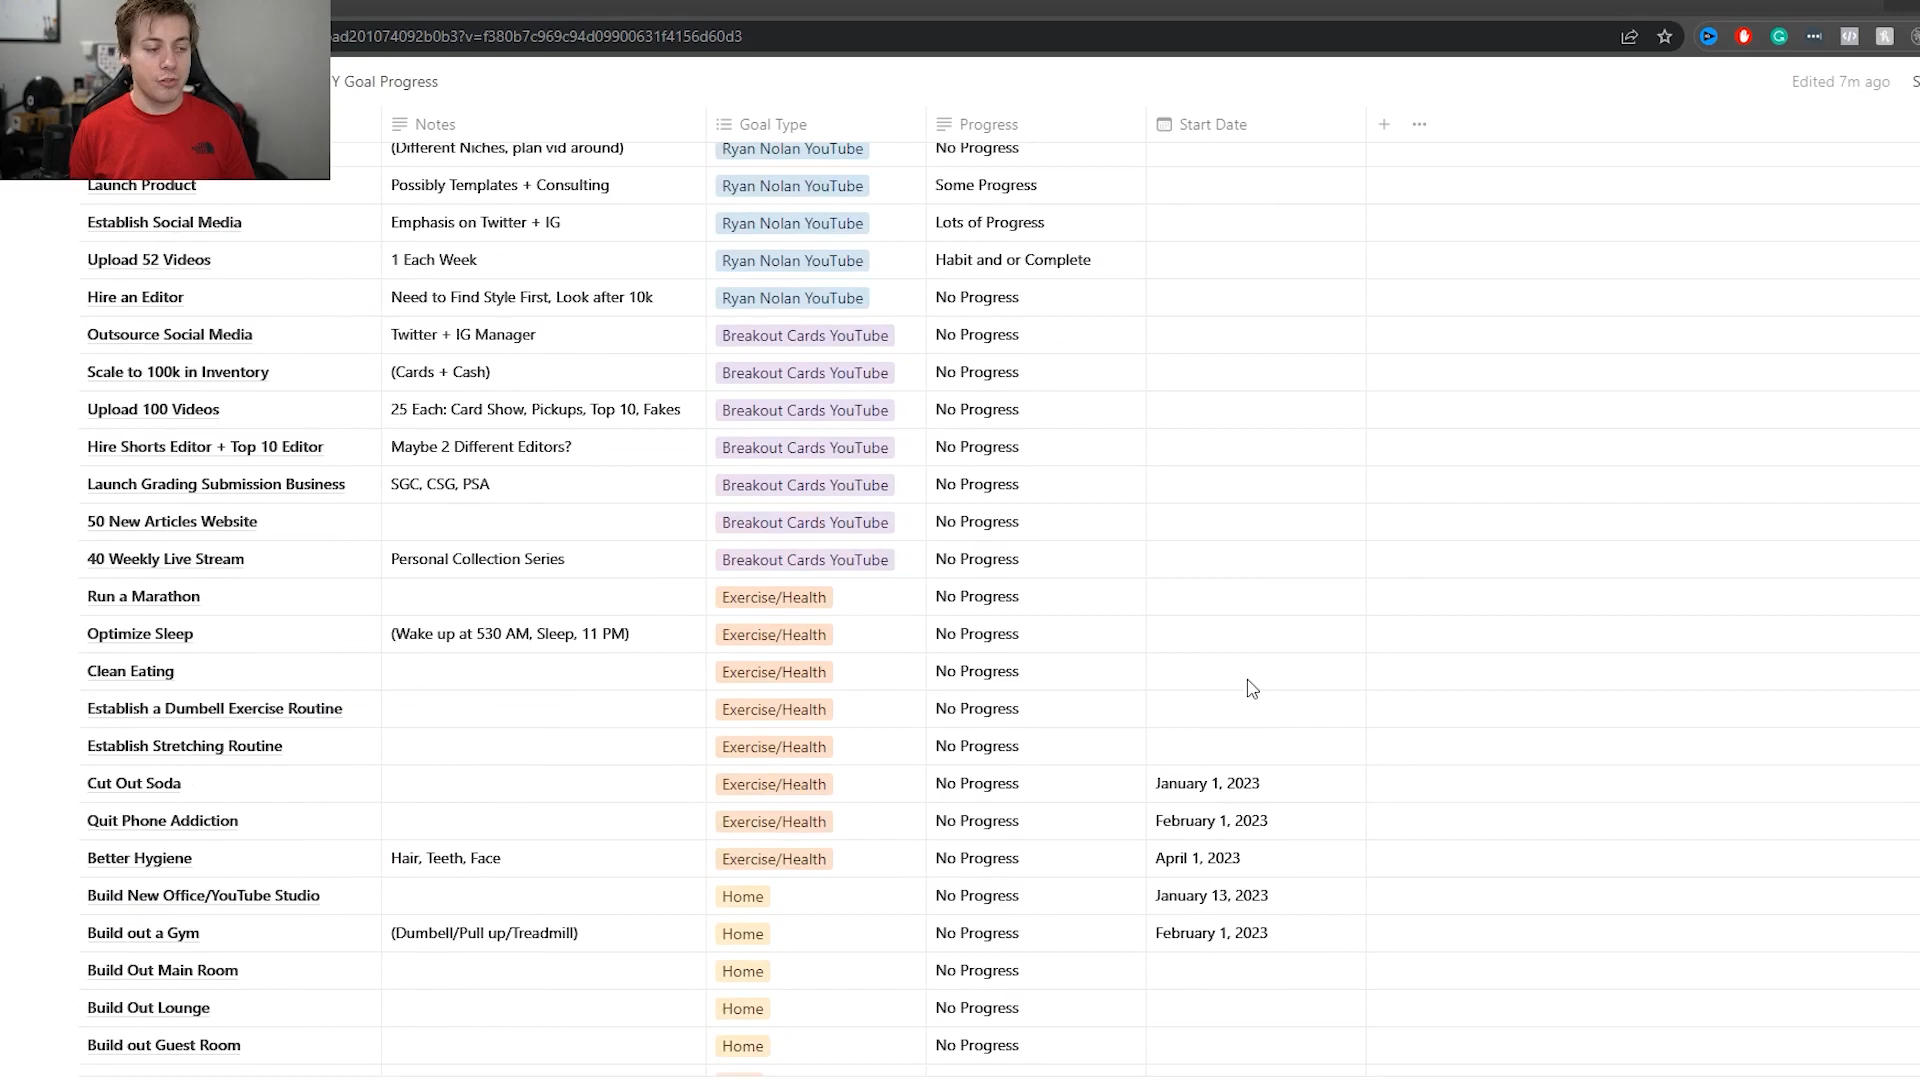 ad201074092b0b3?v=f380b7c969c94d09900631f4156d60d3
Y Goal Progress
Edited 7m ago
S
Notes Goal Type Progress Start Date
(Different Niches, plan vid around) Ryan Nolan YouTube No Progress
Launch Product Possibly Templates + Consulting Ryan Nolan YouTube Some Progress
Establish Social Media Emphasis on Twitter + IG Ryan Nolan YouTube Lots of Progress
Upload 52 Videos 1 Each Week Ryan Nolan YouTube Habit and or Complete
Hire an Editor Need to Find Style First, Look after 10k Ryan Nolan YouTube No Progress
Outsource Social Media Twitter + IG Manager Breakout Cards YouTube No Progress
Scale to 100k in Inventory (Cards + Cash) Breakout Cards YouTube No Progress
Upload 100 Videos 25 Each: Card Show, Pickups, Top 10, Fakes Breakout Cards YouTube No Progress
Hire Shorts Editor + Top 10 Editor Maybe 2 Different Editors? Breakout Cards YouTube No Progress
Launch Grading Submission Business SGC, CSG, PSA Breakout Cards YouTube No Progress
50 New Articles Website Breakout Cards YouTube No Progress
40 Weekly Live Stream Personal Collection Series Breakout Cards YouTube No Progress
Run a Marathon Exercise/Health No Progress
Optimize Sleep (Wake up at 530 AM, Sleep, 11 PM) Exercise/Health No Progress
Clean Eating Exercise/Health No Progress
Establish a Dumbell Exercise Routine Exercise/Health No Progress
Establish Stretching Routine Exercise/Health No Progress
Cut Out Soda Exercise/Health No Progress January 1, 2023
Quit Phone Addiction Exercise/Health No Progress February 1, 2023
Better Hygiene Hair, Teeth, Face Exercise/Health No Progress April 1, 2023
Build New Office/YouTube Studio Home No Progress January 13, 2023
Build out a Gym (Dumbell/Pull up/Treadmill) Home No Progress February 1, 2023
Build Out Main Room Home No Progress
Build Out Lounge Home No Progress
Build out Guest Room Home No Progress